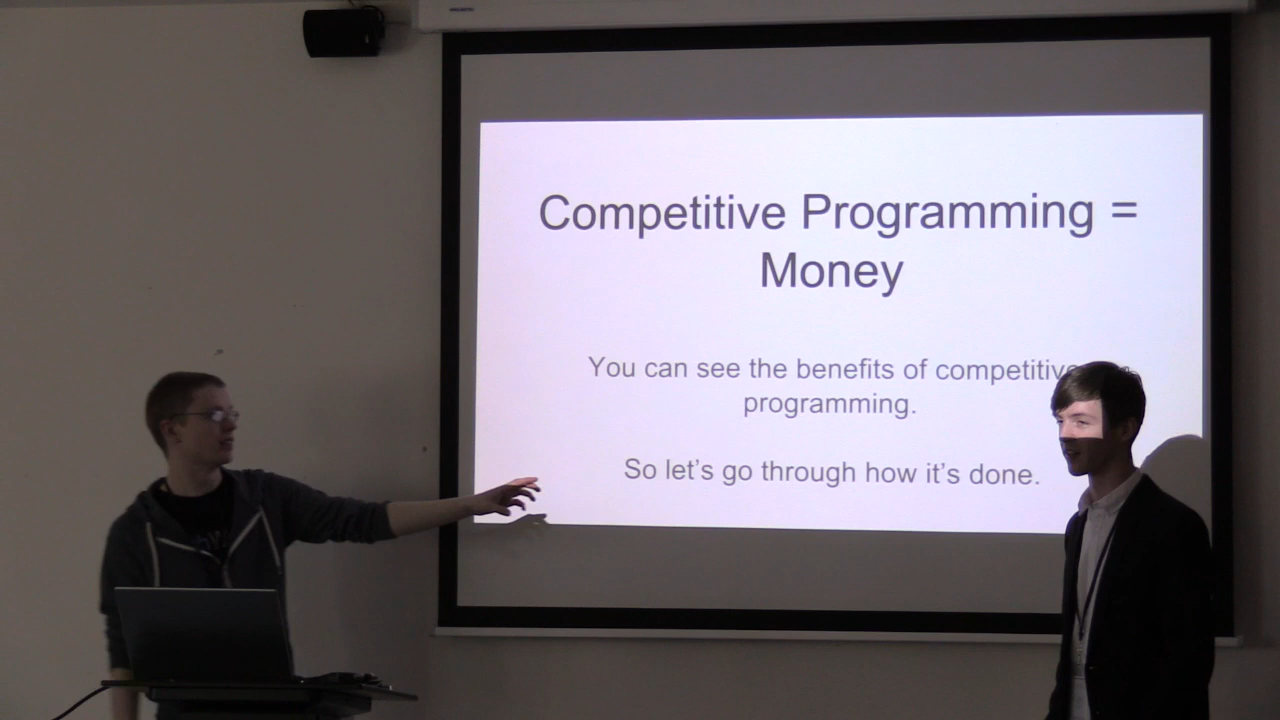 Competitive Programming =
Money
You can see the benefits of competitive
programming.
So let's go through how it's done.